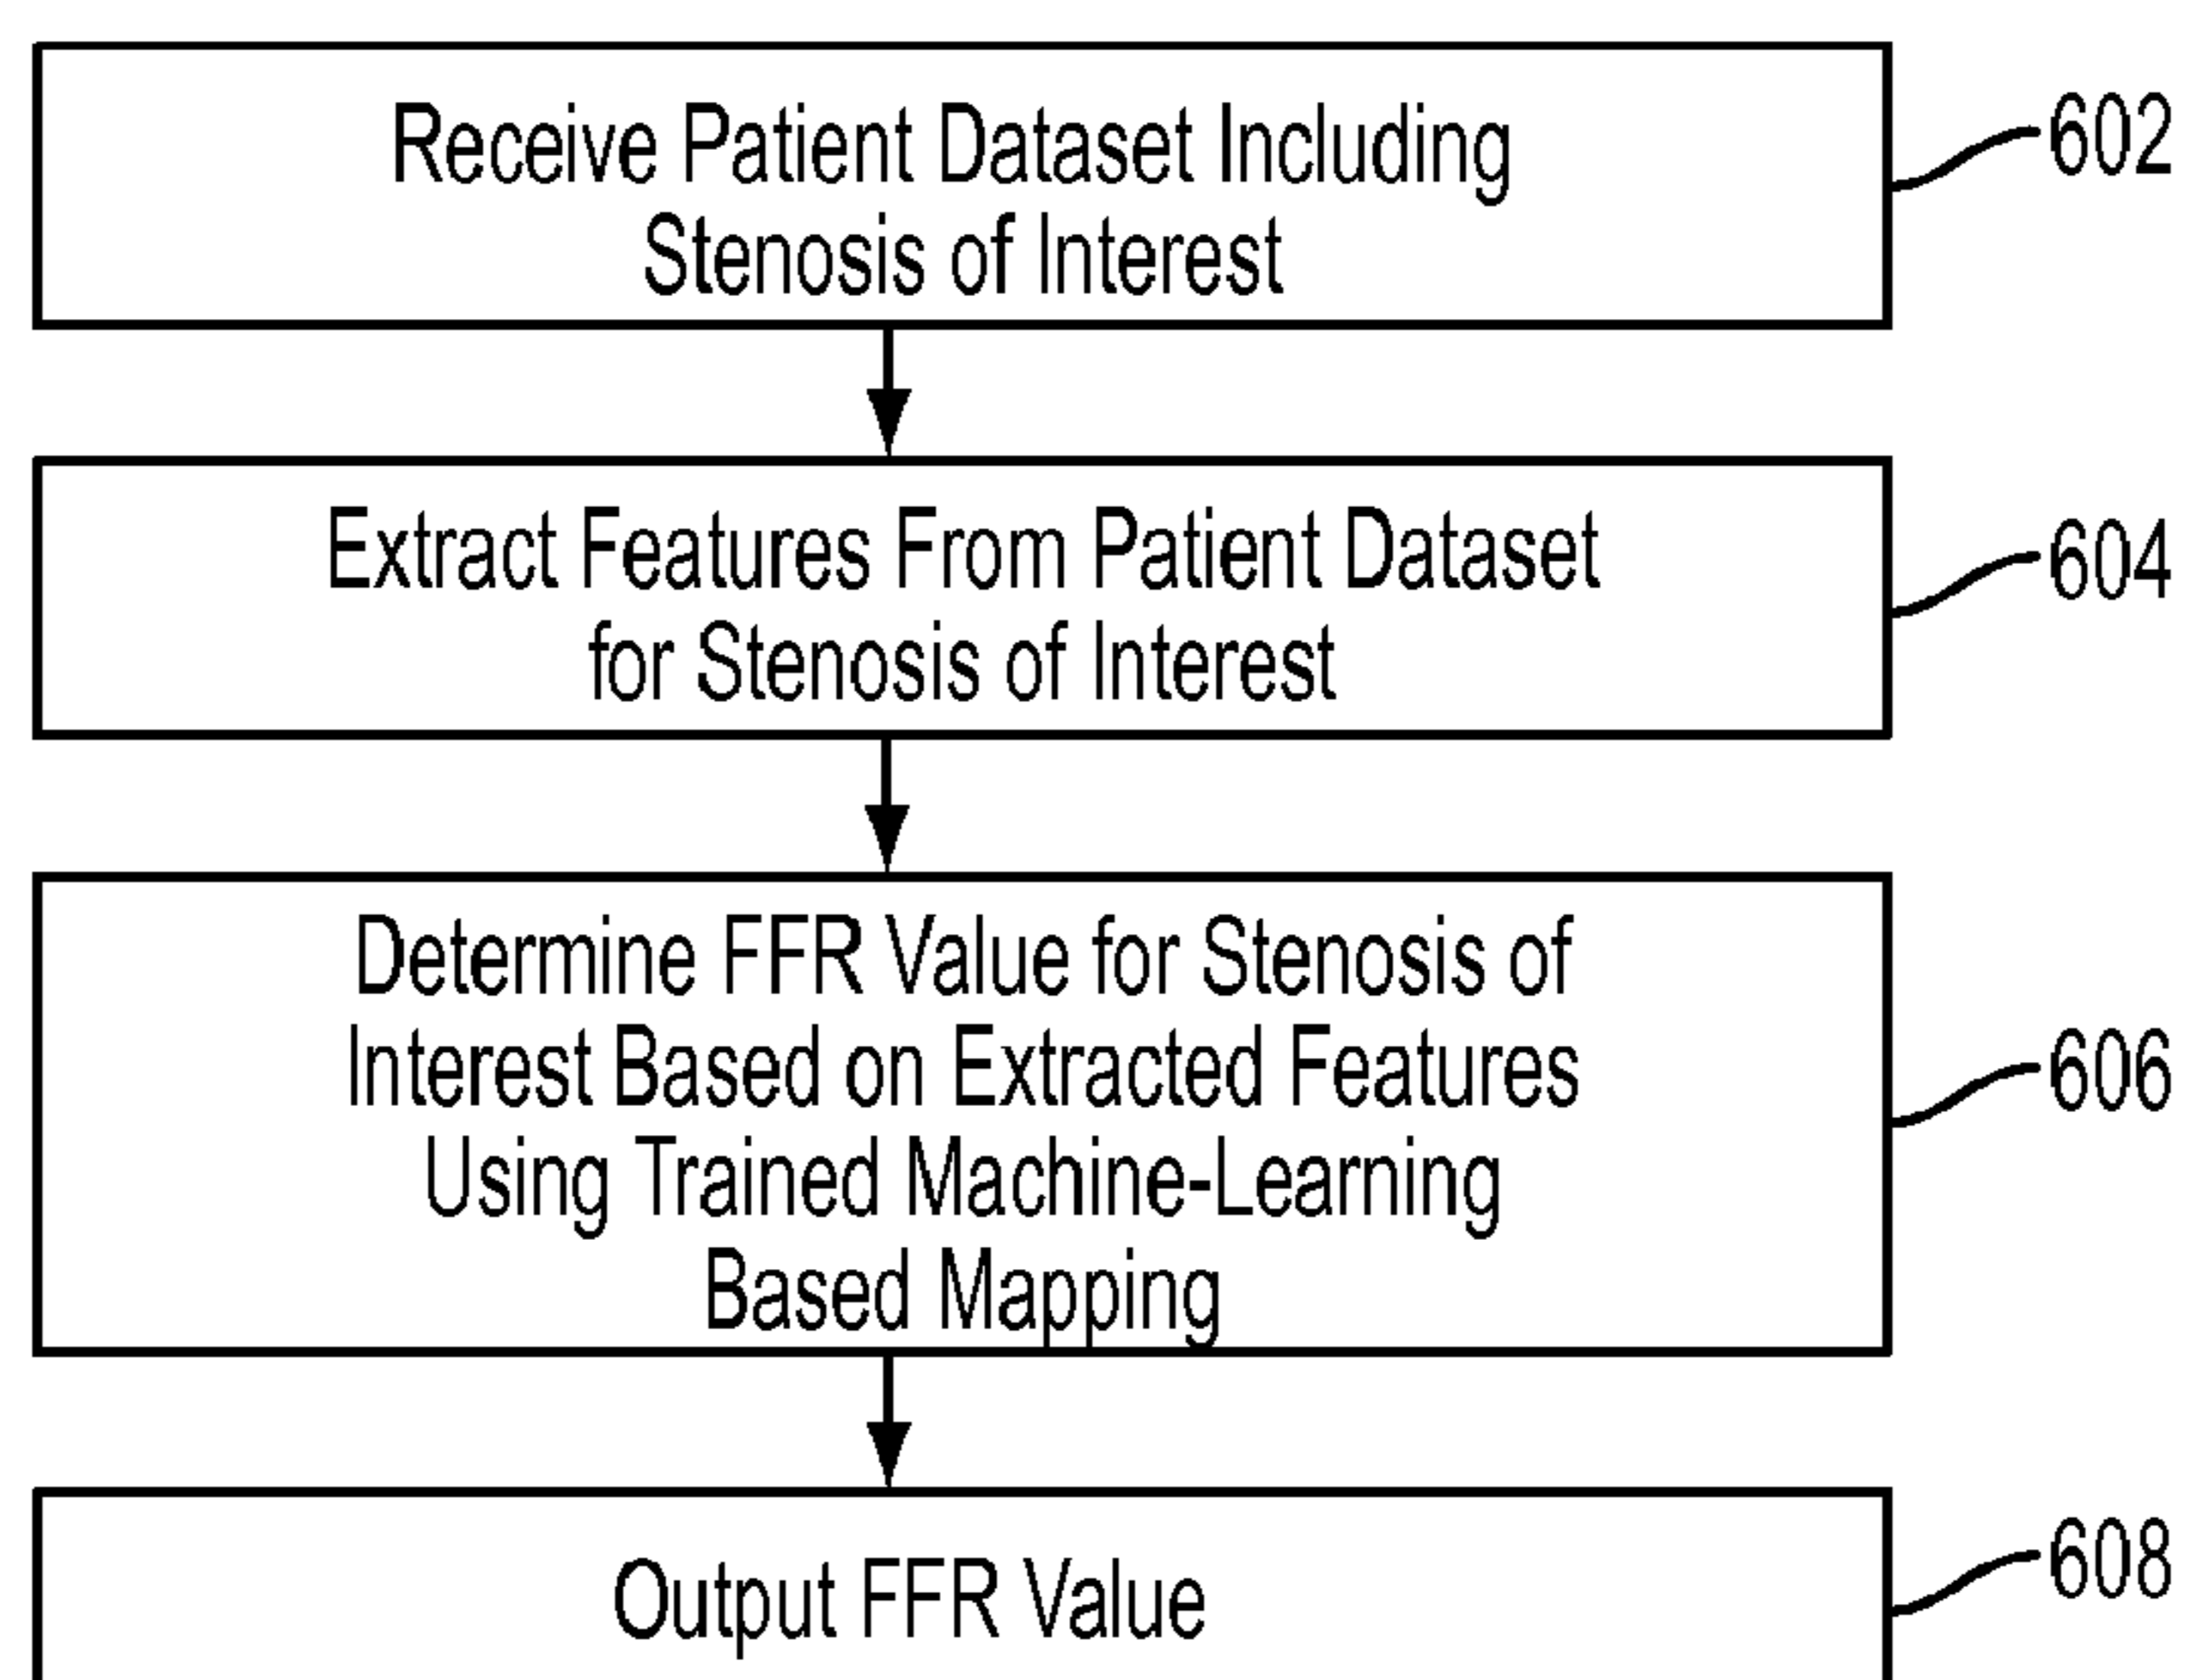 Receive Patient Dataset Including
Stenosis of Interest
602
Extract Features From Patient Dataset
for Stenosis of Interest
604
Determine FFR Value for Stenosis of
Interest Based on Extracted Features
Using Trained Machine-Learning
Based Mapping
606
Output FFR Value
608